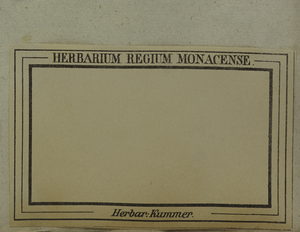 HERBARIUM REGIUM MONACENSE.
Herbar. Kummer.